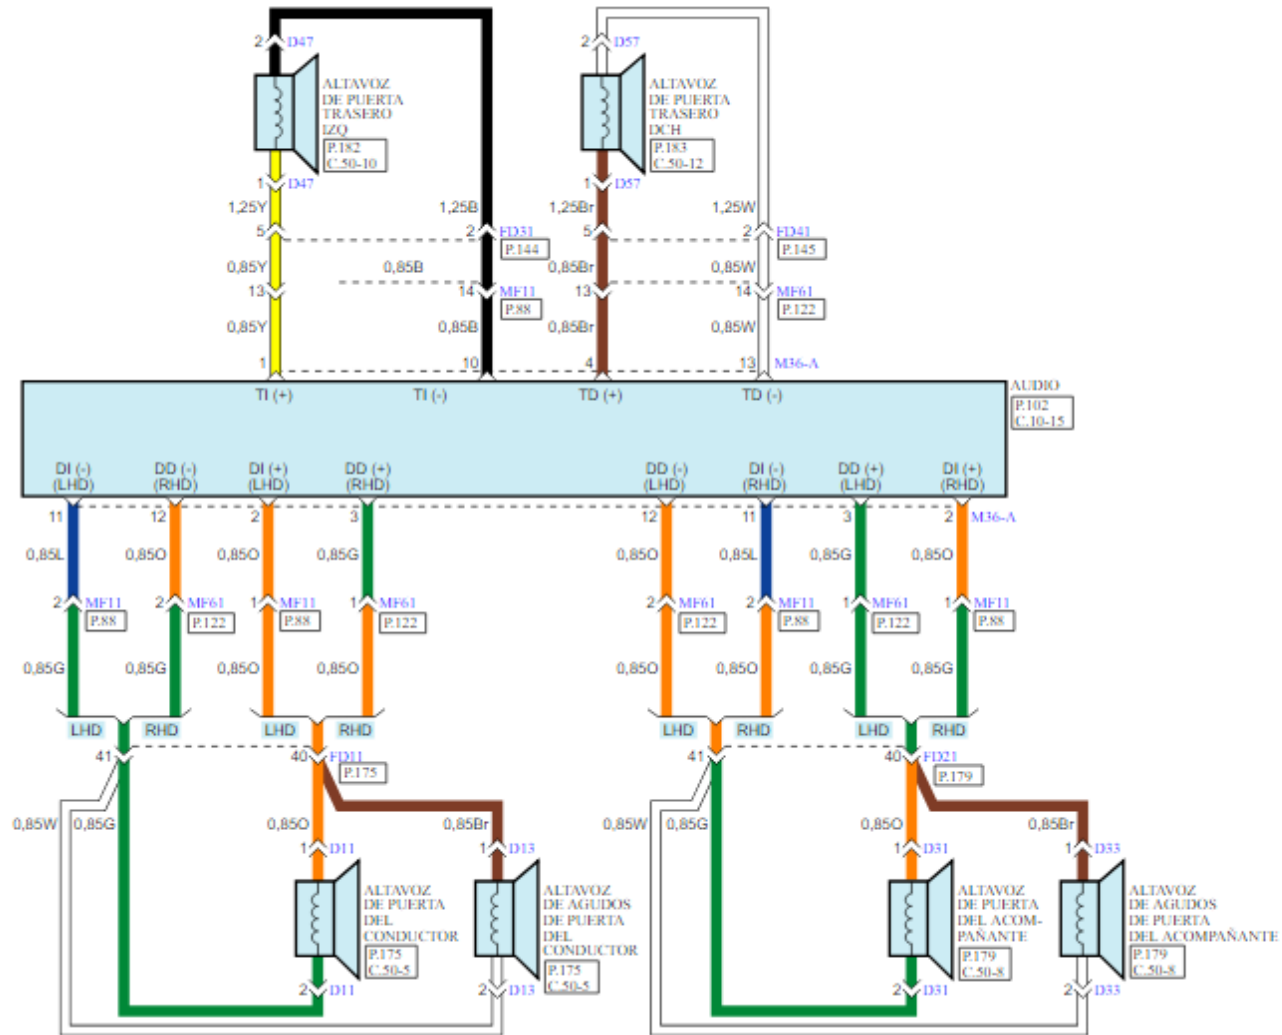 2 D47
2 D57
ALTAVOZ
DE PUERTA
TRASERO
IZQ
P.182
C.50-10
ALTAVOZ
DE PUERTA
TRASERO
DCH
P.183
C.50-12
1 D47
1 D57
1,25Y
1,25B
1,25Br
1,25W
5
2 FD31
P.144
5
2 FD41
P.145
0,85Y
0,85B
0,85Br
0,85W
13
14 MF11
P.88
13
14 MF61
P.122
0,85Y
0,85B
0,85Br
0,85W
1
10
4
13 M36-A
TI (+)
TI (-)
TD (+)
TD (-)
AUDIO
P.102
C.10-15
DI (-)
(LHD)
DD (-)
(RHD)
DI (+)
(LHD)
DD (+)
(RHD)
DD (-)
(LHD)
DI (-)
(RHD)
DD (+)
(LHD)
DI (+)
(RHD)
11
12
2
3
12
11
3
2 M36-A
0,85L
0,85O
0,85O
0,85G
0,85O
0,85L
0,85G
0,85O
2 MF11
P.88
2 MF61
P.122
1 MF11
P.88
1 MF61
P.122
2 MF61
P.122
2 MF11
P.88
1 MF61
P.122
1 MF11
P.88
0,85G
0,85G
0,85O
0,85O
0,85O
0,85O
0,85G
0,85G
LHD RHD
LHD RHD
LHD RHD
LHD RHD
41
40 FD11
P.175
41
40 FD21
P.179
0,85W
0,85G
0,85O
0,85Br
0,85W
0,85G
0,85O
0,85Br
1 D11
1 D13
1 D31
1 D33
ALTAVOZ
DE PUERTA
DEL
CONDUCTOR
P.175
C.50-5
ALTAVOZ
DE AGUDOS
DE PUERTA
DEL
CONDUCTOR
P.175
C.50-5
ALTAVOZ
DE PUERTA
DEL ACOM-
PAÑANTE
P.179
C.50-8
ALTAVOZ
DE AGUDOS
DE PUERTA
DEL ACOMPAÑANTE
P.179
C.50-8
2 D11
2 D13
2 D31
2 D33